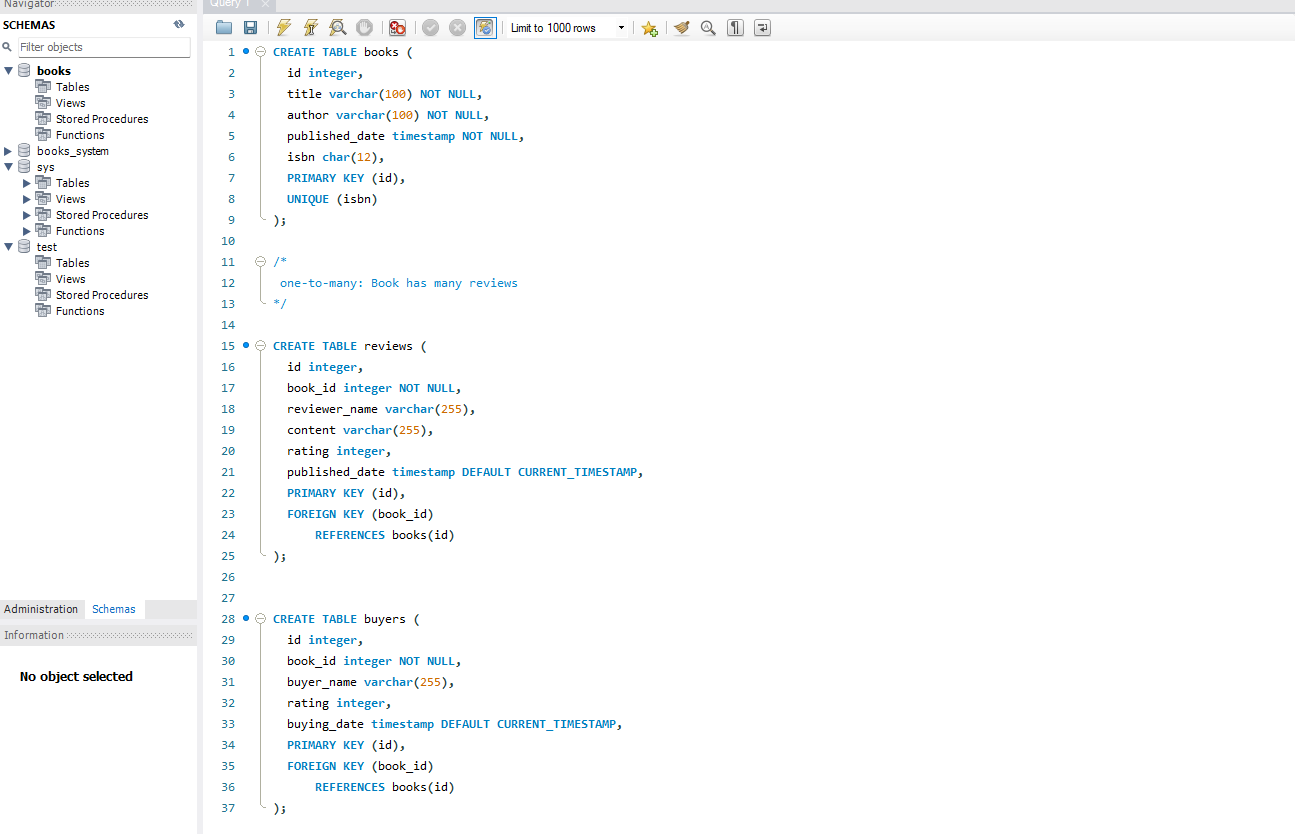 Navigator
Query 1
SCHEMAS
Filter objects
books
Tables
Views
Stored Procedures
Functions
books_system
sys
Tables
Views
Stored Procedures
Functions
test
Tables
Views
Stored Procedures
Functions
Administration Schemas
Information
No object selected
Limit to 1000 rows
1 CREATE TABLE books (
2 id integer,
3 title varchar(100) NOT NULL,
4 author varchar(100) NOT NULL,
5 published_date timestamp NOT NULL,
6 isbn char(12),
7 PRIMARY KEY (id),
8 UNIQUE (isbn)
9 );
10
11 /*
12 one-to-many: Book has many reviews
13 */
14
15 CREATE TABLE reviews (
16 id integer,
17 book_id integer NOT NULL,
18 reviewer_name varchar(255),
19 content varchar(255),
20 rating integer,
21 published_date timestamp DEFAULT CURRENT_TIMESTAMP,
22 PRIMARY KEY (id),
23 FOREIGN KEY (book_id)
24 REFERENCES books(id)
25 );
26
27
28 CREATE TABLE buyers (
29 id integer,
30 book_id integer NOT NULL,
31 buyer_name varchar(255),
32 rating integer,
33 buying_date timestamp DEFAULT CURRENT_TIMESTAMP,
34 PRIMARY KEY (id),
35 FOREIGN KEY (book_id)
36 REFERENCES books(id)
37 );